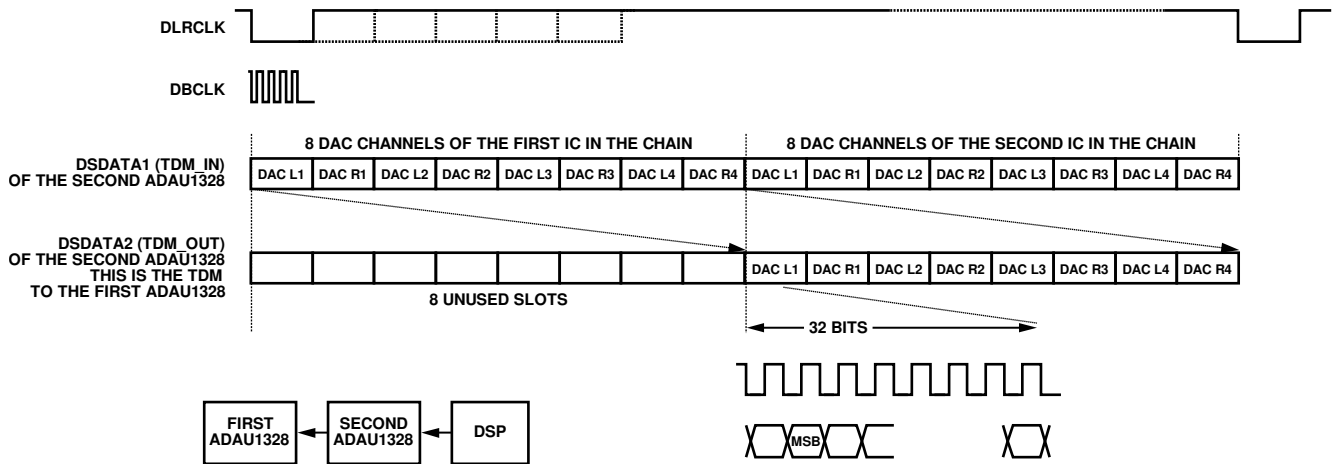 DLRCLK
DBCLK
8 DAC CHANNELS OF THE FIRST IC IN THE CHAIN
8 DAC CHANNELS OF THE SECOND IC IN THE CHAIN
DSDATA1 (TDM_IN)
OF THE SECOND ADAU1328
DAC L1 DAC R1 DAC L2 DAC R2 DAC L3 DAC R3 DAC L4 DAC R4 DAC L1 DAC R1 DAC L2 DAC R2 DAC L3 DAC R3 DAC L4 DAC R4
DSDATA2 (TDM_OUT)
OF THE SECOND ADAU1328
THIS IS THE TDM
TO THE FIRST ADAU1328
DAC L1 DAC R1 DAC L2 DAC R2 DAC L3 DAC R3 DAC L4 DAC R4
8 UNUSED SLOTS
32 BITS
FIRST
ADAU1328
SECOND
ADAU1328
DSP
MSB